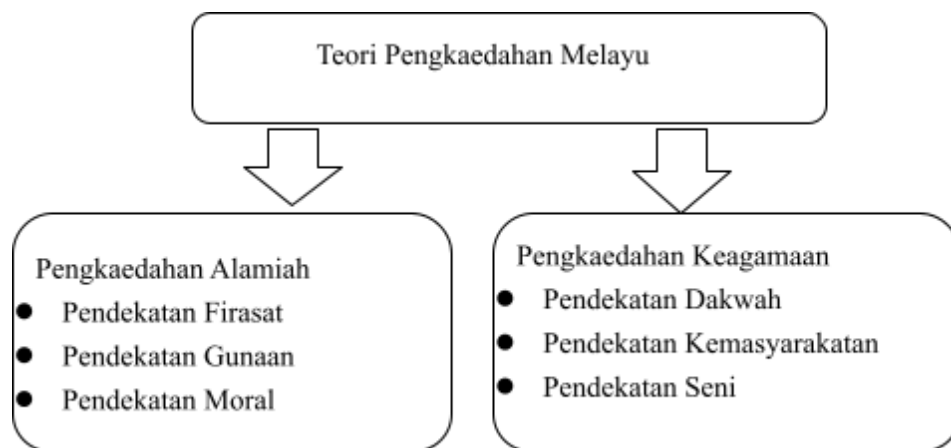 Teori Pengkaedahan Melayu
Pengkaedahan Alamiah
● Pendekatan Firasat
● Pendekatan Gunaan
● Pendekatan Moral
Pengkaedahan Keagamaan
● Pendekatan Dakwah
● Pendekatan Kemasyarakatan
● Pendekatan Seni